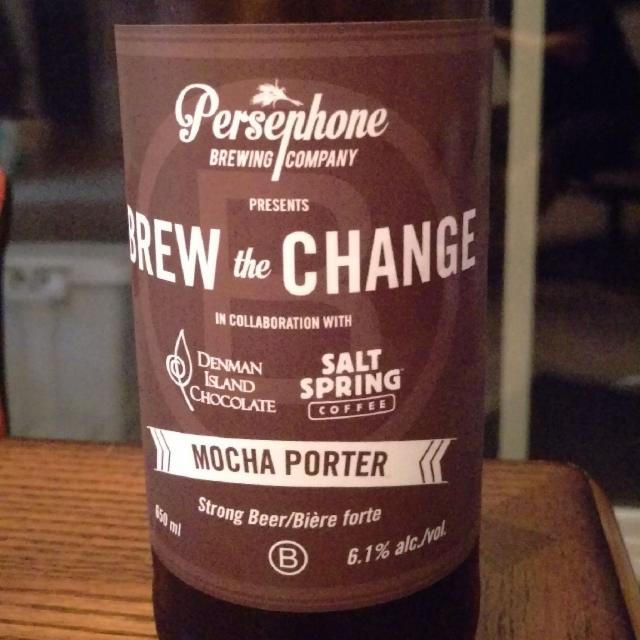 Persephone
BREWING COMPANY
PRESENTS
BREW the CHANGE
IN COLLABORATION WITH
DENMAN
ISLAND
CHOCOLATE
SALT
SPRING
COFFEE
MOCHA PORTER
650 ml
Strong Beer/Bière forte
B
6.1% alc./vol.